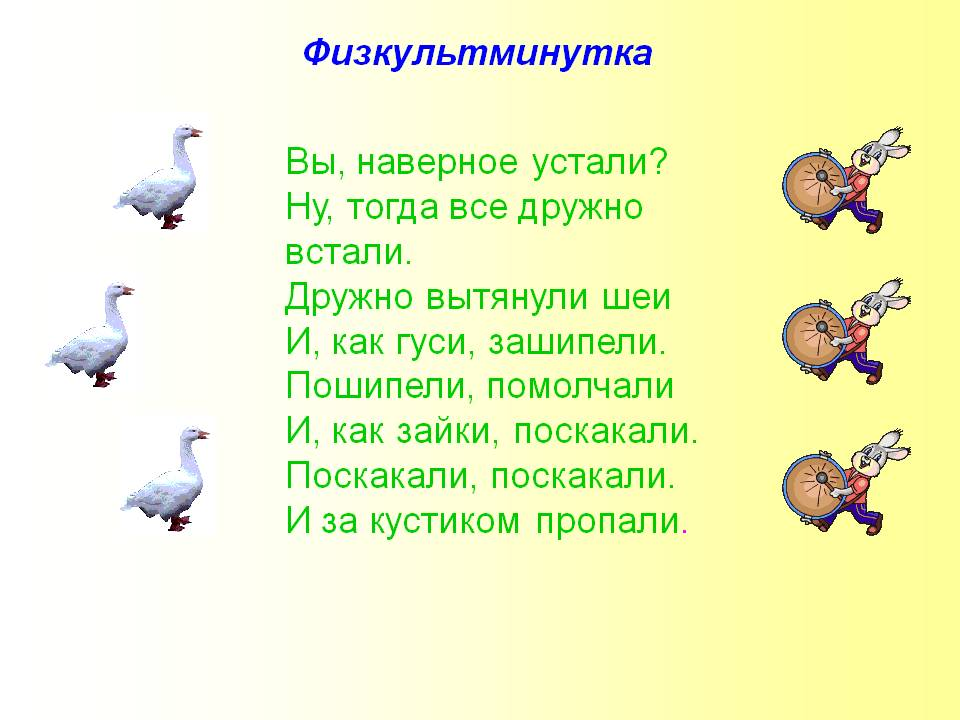 Физкультминутка
Вы, наверное устали?
Ну, тогда все дружно
встали.
Дружно вытянули шеи
И, как гуси, зашипели.
Пошипели, помолчали
И, как зайки, поскакали.
Поскакали, поскакали.
И за кустиком пропали.